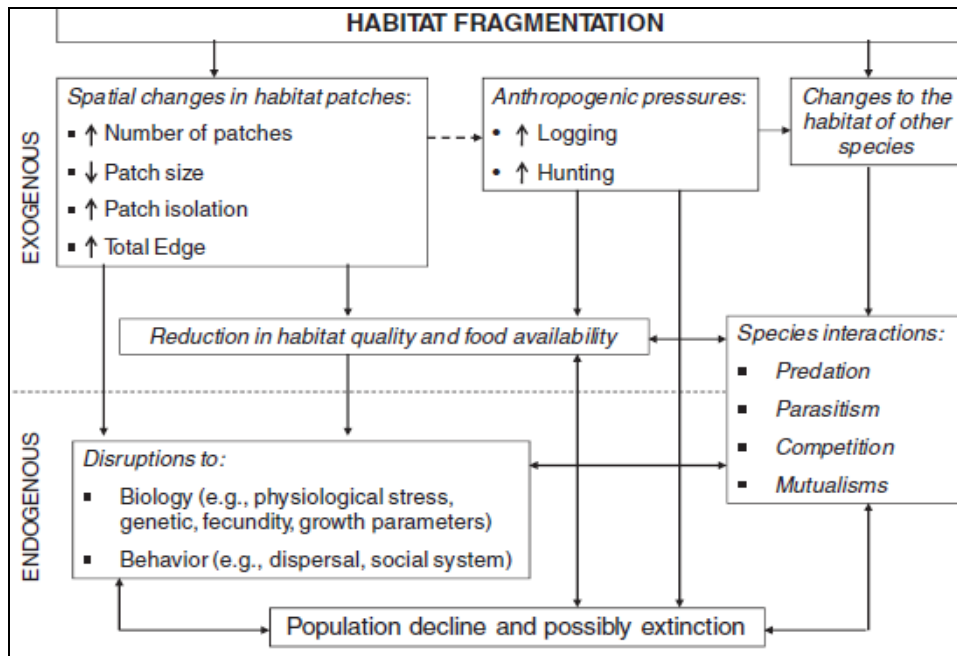 HABITAT FRAGMENTATION
EXOGENOUS
Spatial changes in habitat patches:
▪ ↑ Number of patches
▪ ↓ Patch size
▪ ↑ Patch isolation
▪ ↑ Total Edge
Anthropogenic pressures:
• ↑ Logging
• ↑ Hunting
Changes to the
habitat of other
species
Reduction in habitat quality and food availability
Species interactions:
▪ Predation
▪ Parasitism
▪ Competition
▪ Mutualisms
ENDOGENOUS
Disruptions to:
▪ Biology (e.g., physiological stress,
genetic, fecundity, growth parameters)
▪ Behavior (e.g., dispersal, social system)
Population decline and possibly extinction